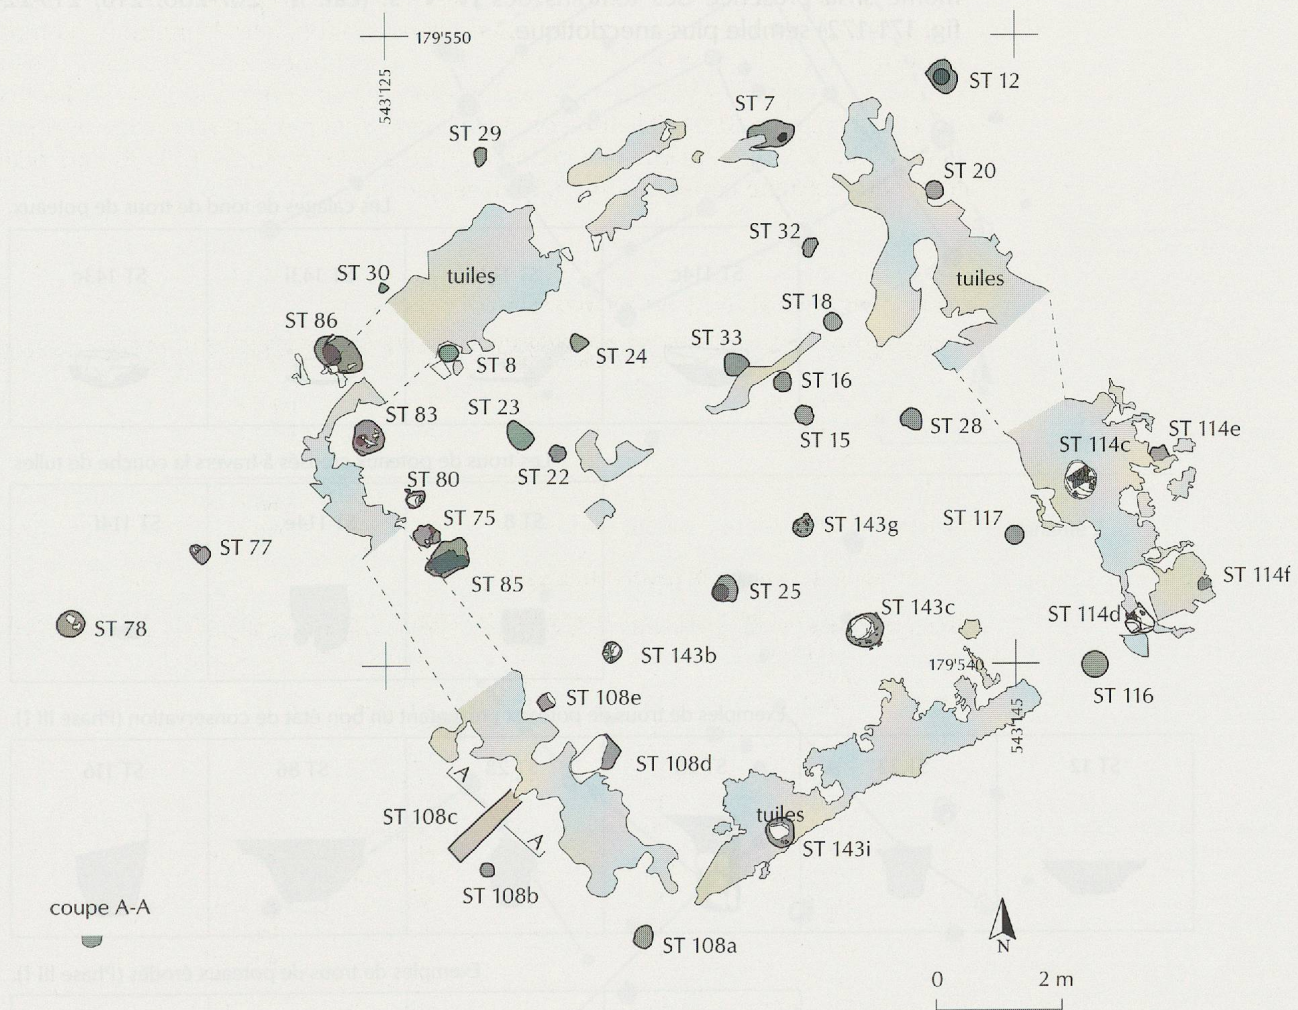 179'550
543'125
ST 12
ST 7
ST 29
ST 20
ST 32
ST 30
tuiles
tuiles
ST 18
ST 86
ST 33
ST 24
ST 8
ST 16
ST 83
ST 23
ST 15
ST 28
ST 114e
ST 114c
ST 22
ST 80
ST 75
ST 143g
ST 117
ST 77
ST 85
ST 25
ST 114f
ST 78
ST 143c
ST 114d
ST 143b
179'540
ST 116
ST 108e
543'145
ST 108d
A
ST 108c
tuiles
A
ST 143i
ST 108b
coupe A-A
ST 108a
N
0 2 m